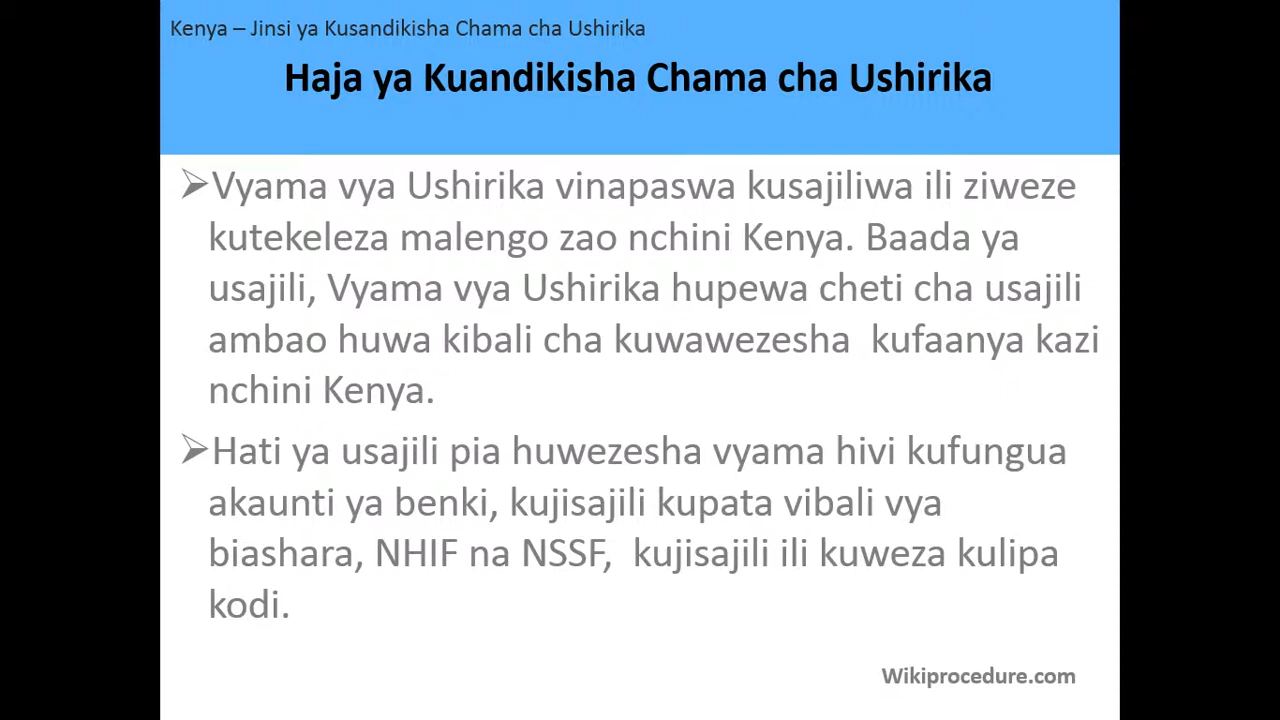 Kenya – Jinsi ya Kusandikisha Chama cha Ushirika
Haja ya Kuandikisha Chama cha Ushirika
➢Vyama vya Ushirika vinapaswa kusajiliwa ili ziweze
kutekeleza malengo zao nchini Kenya. Baada ya
usajili, Vyama vya Ushirika hupewa cheti cha usajili
ambao huwa kibali cha kuwawezesha  kufaanya kazi
nchini Kenya.
➢Hati ya usajili pia huwezesha vyama hivi kufungua
akaunti ya benki, kujisajili kupata vibali vya
biashara, NHIF na NSSF,  kujisajili ili kuweza kulipa
kodi.
Wikiprocedure.com